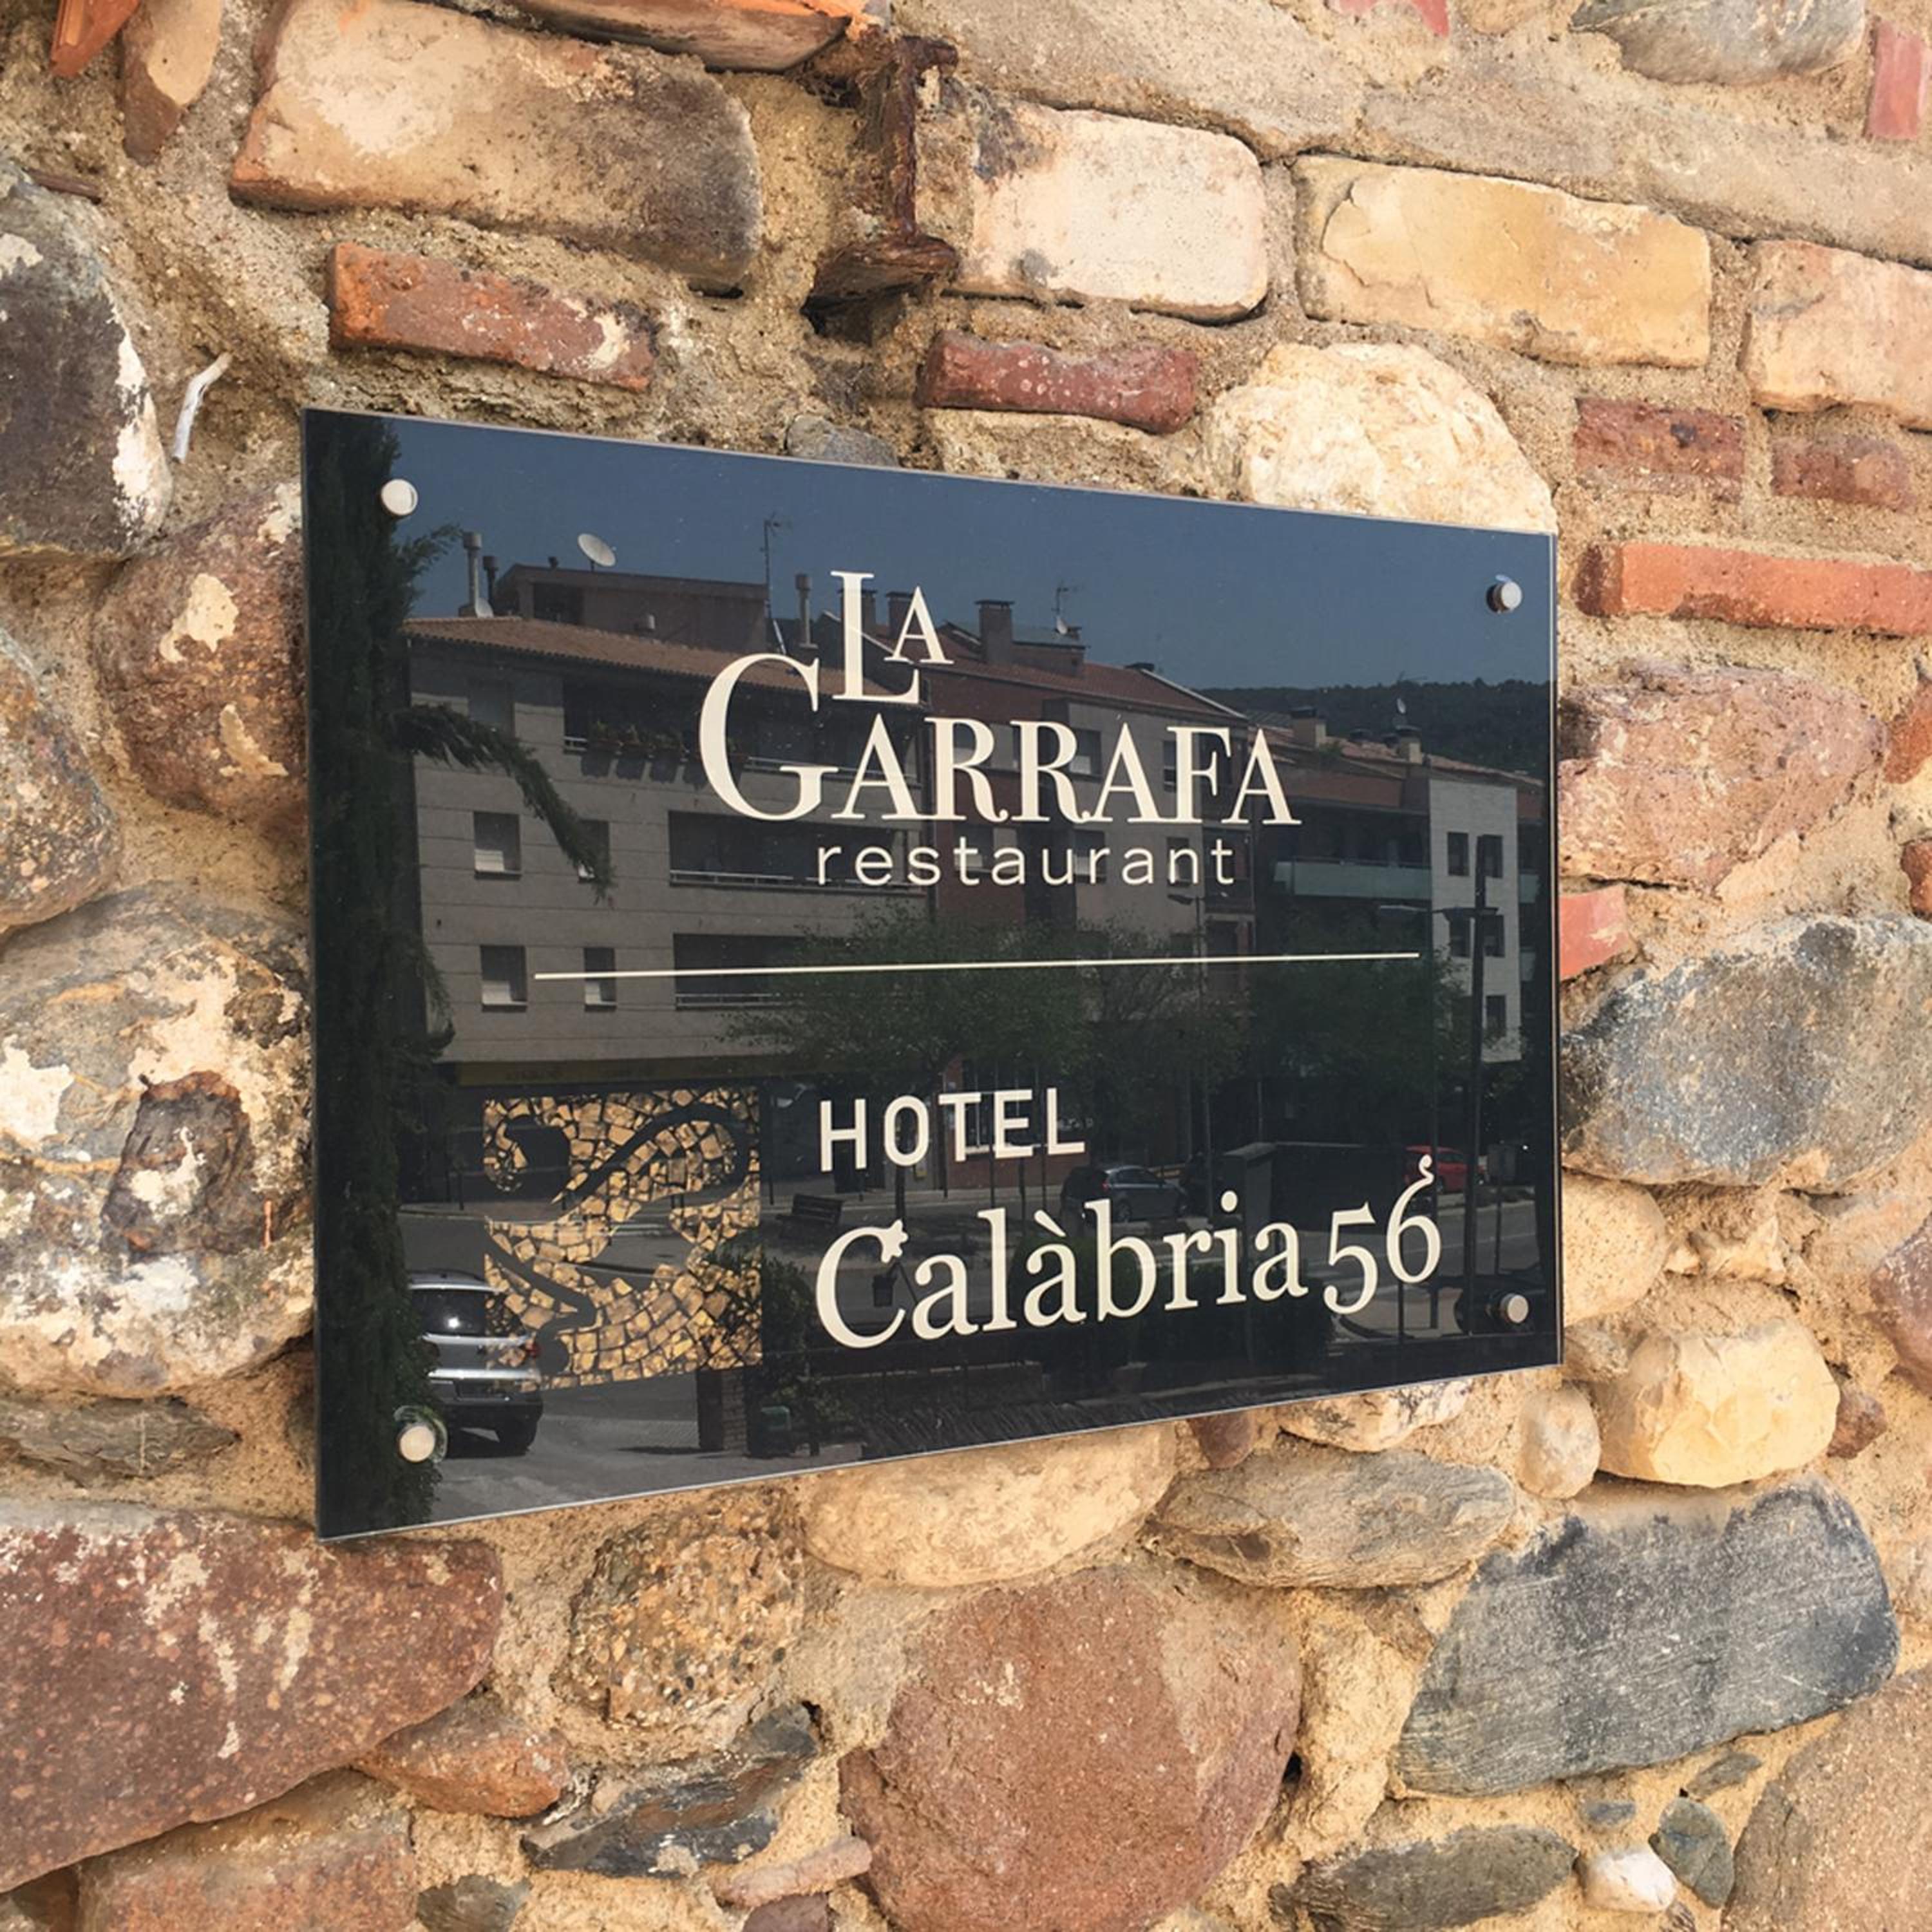 LA
GARRAFA
restaurant
HOTEL
Calàbria 56